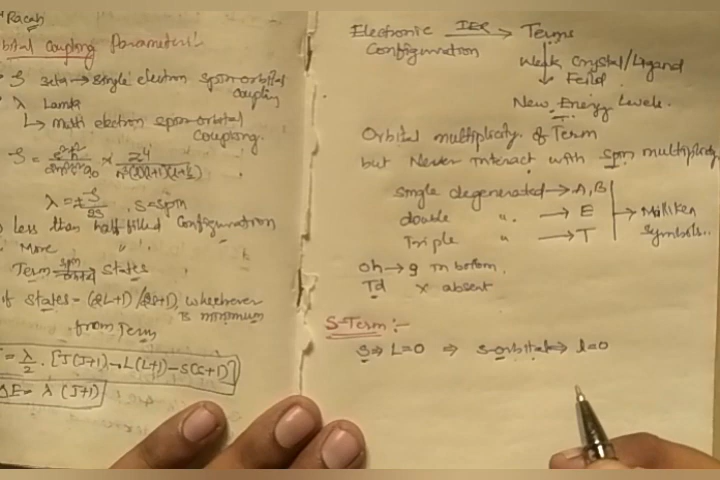 Racah
Orbital Coupling Parameters:-
ζ zeta → single electron spin orbital
coupling
λ Lamda
↳ multi electron spin orbital
coupling.
λ = ± ζ/2S , S = spin
Less than half filled Configuration
More " "
Term → States
of States = (2L+1)/(2S+1), whichever
is minimum
from Term
= λ/2 [J(J+1) - L(L+1) - S(S+1)]
ΔE = λ (J+1)
Electronic IER → Terms
Configuration
Weak Crystal/Ligand
Feild
New Energy Levels.
Orbital multiplicity of Term
but Never interact with spin multiplicity
single degenerated → A, B
double " → E
Triple " → T
→ Milliken
symbols..
Oh → g in bottom,
Td × absent
S-Term :-
S ⇒ L=0 ⇒ s-orbital ⇒ l=0